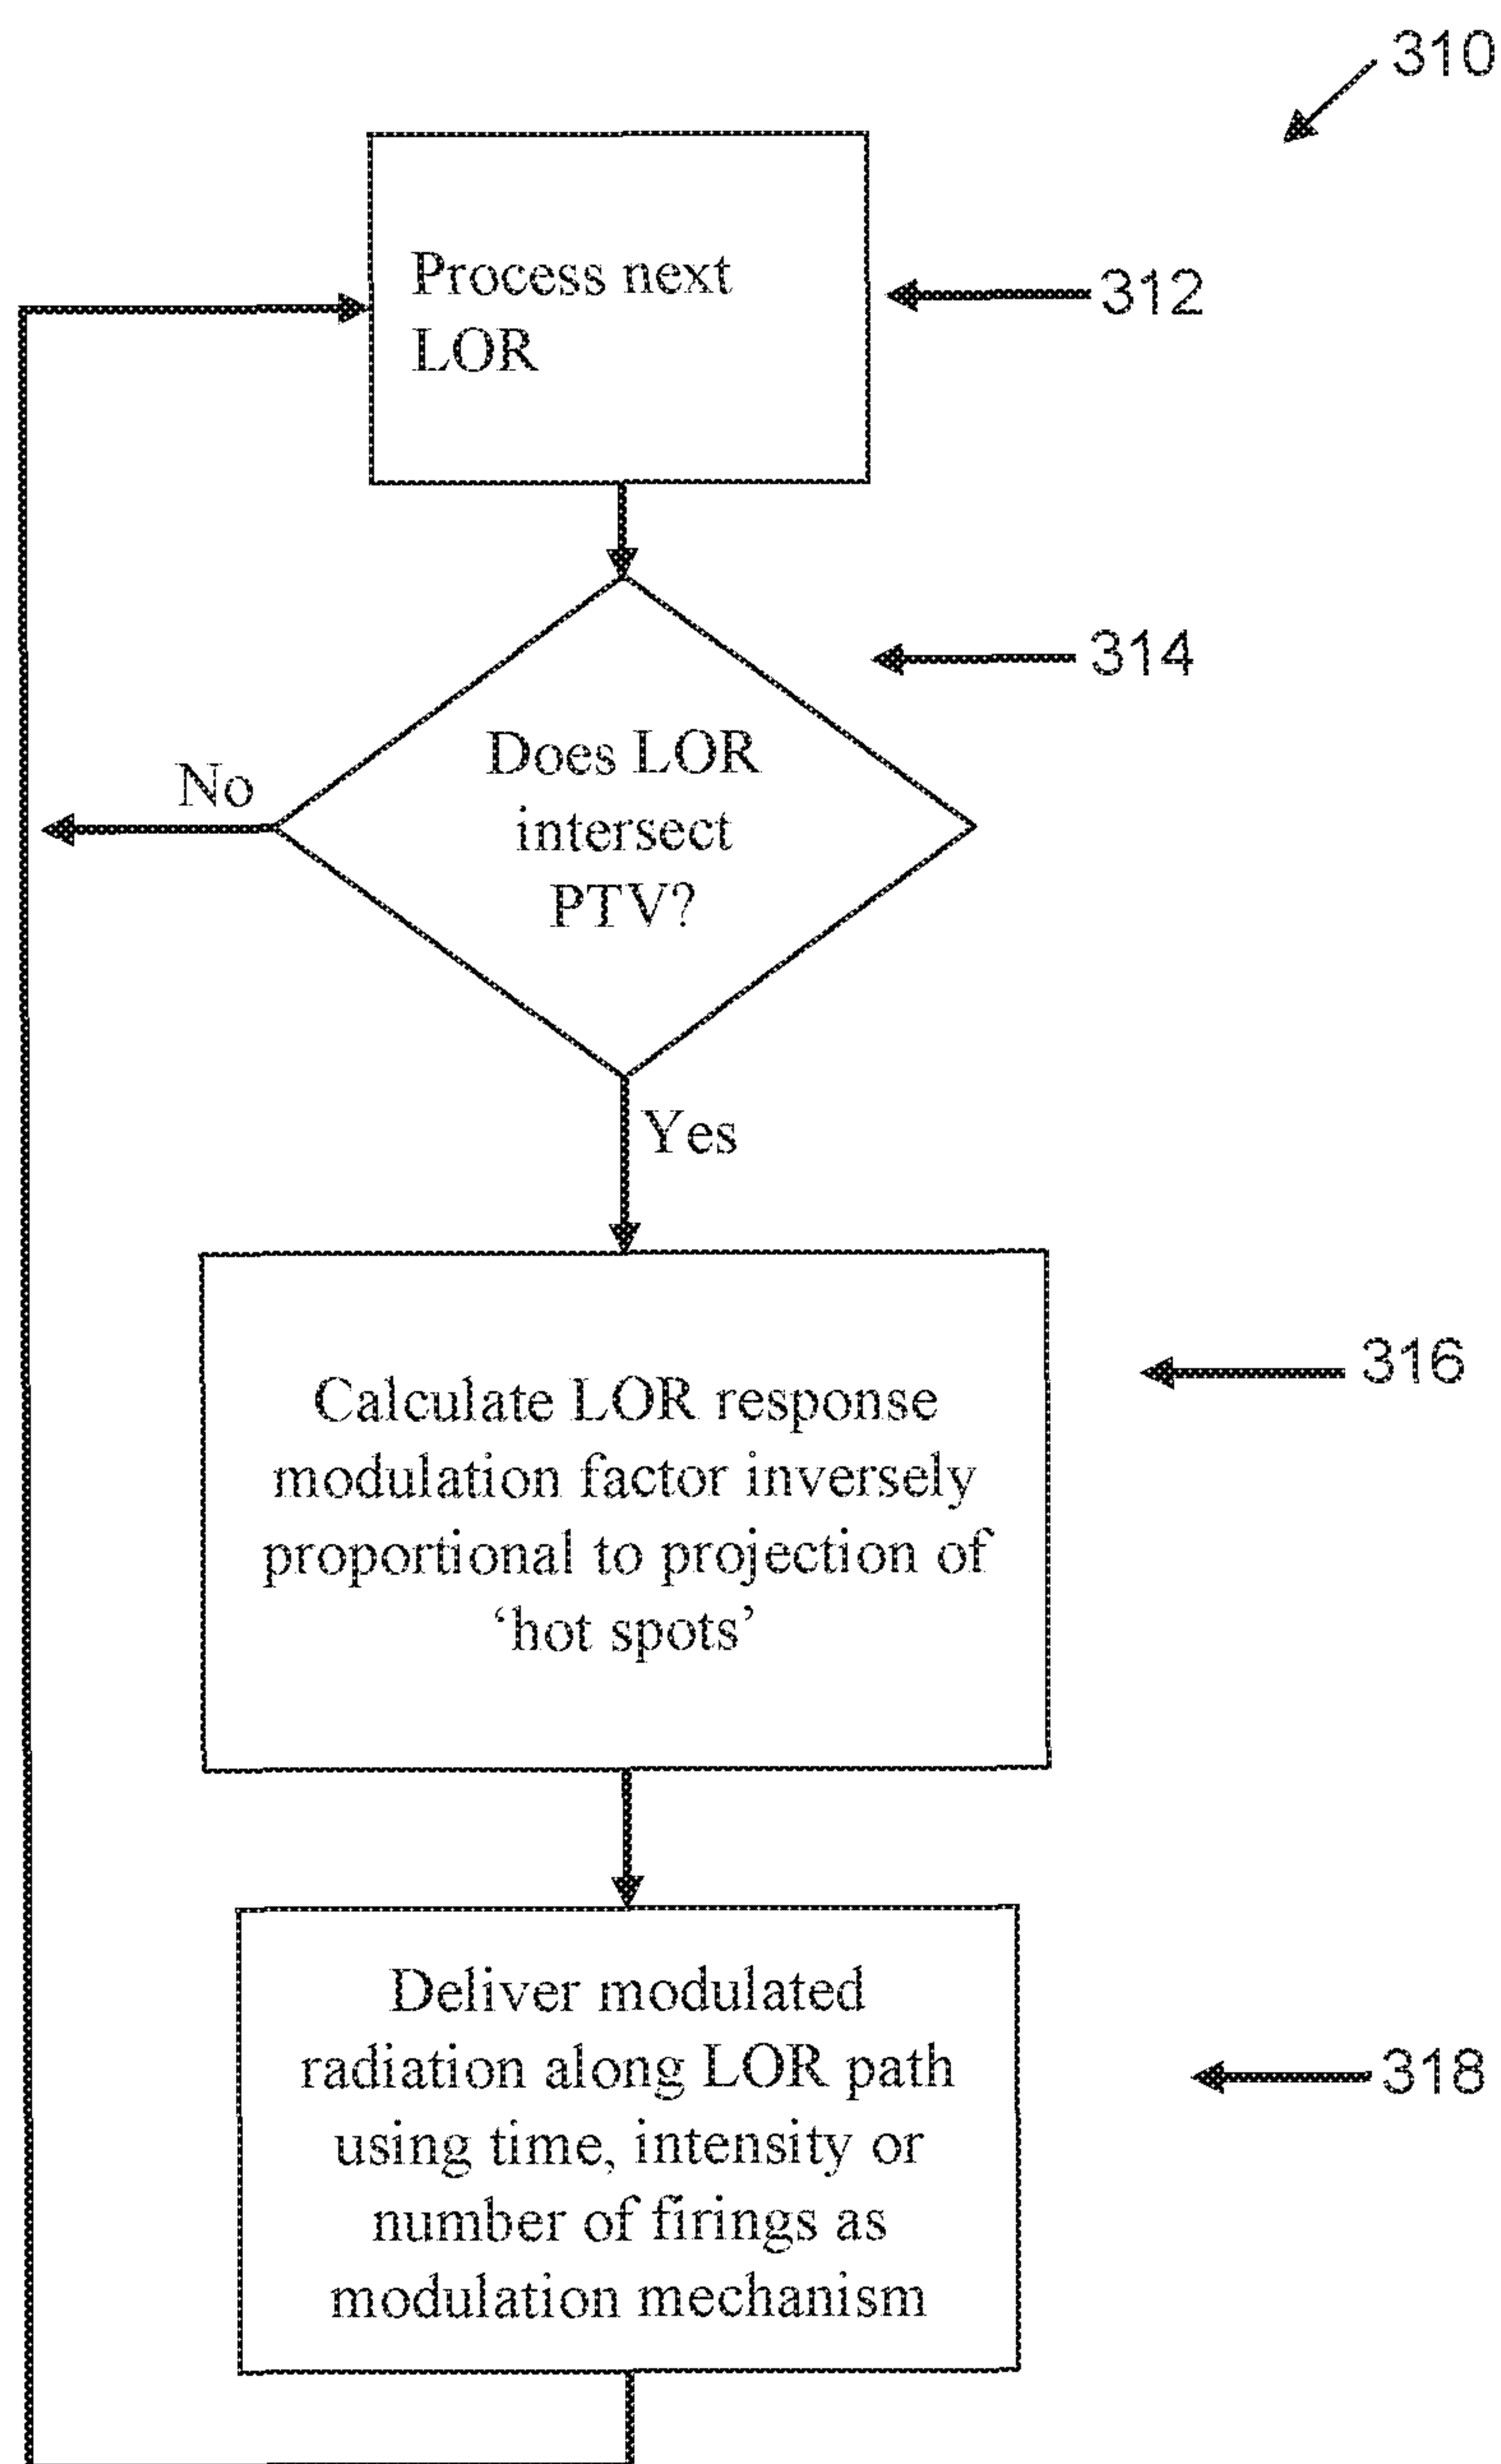 310
Process next
LOR
312
314
Does LOR
intersect
PTV?
No
Yes
316
Calculate LOR response
modulation factor inversely
proportional to projection of
‘hot spots’
Deliver modulated
radiation along LOR path
using time, intensity or
number of firings as
modulation mechanism
318